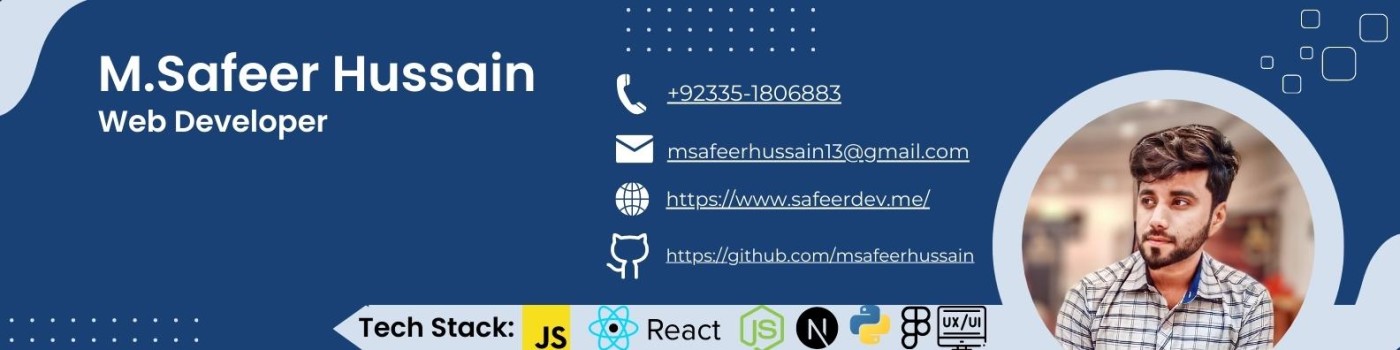 M.Safeer Hussain
Web Developer
+92335-1806883
msafeerhussain13@gmail.com
https://www.safeerdev.me/
https://github.com/msafeerhussain
Tech Stack: JS React JS N UX/UI